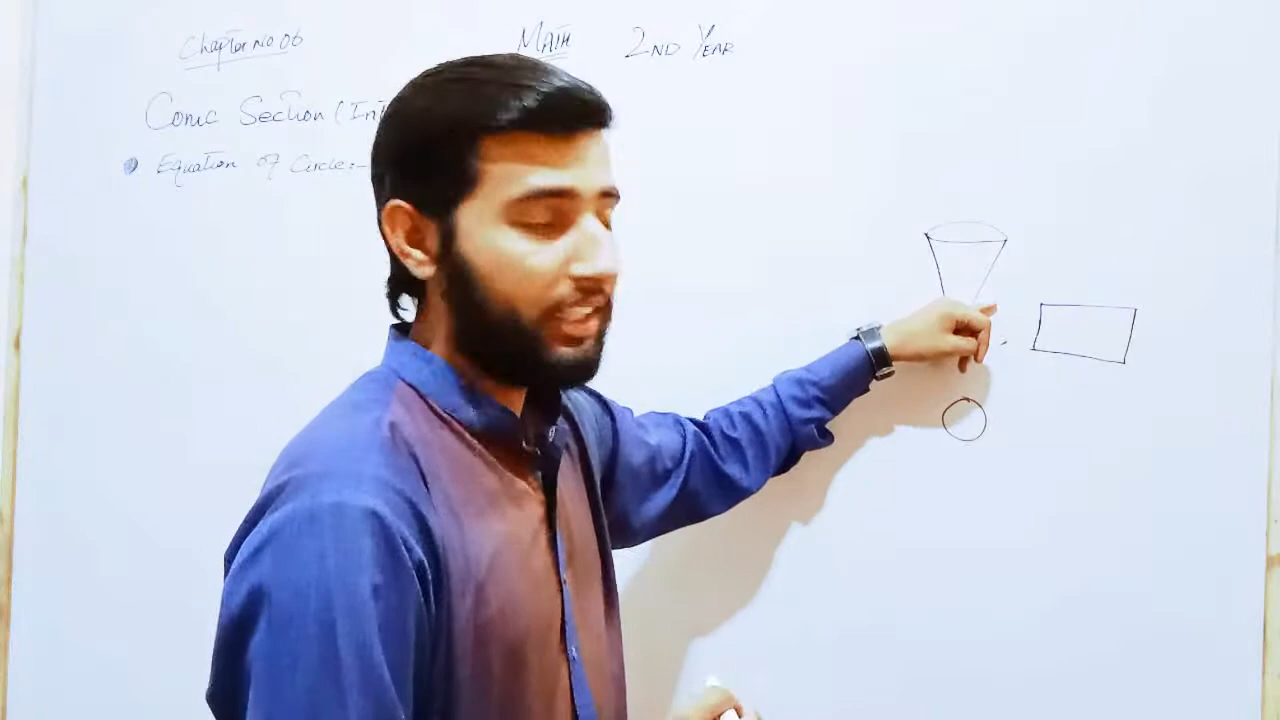 Chapter No 06
MATH 2ND YEAR
Conic Section (Int
Equation of Circle:-